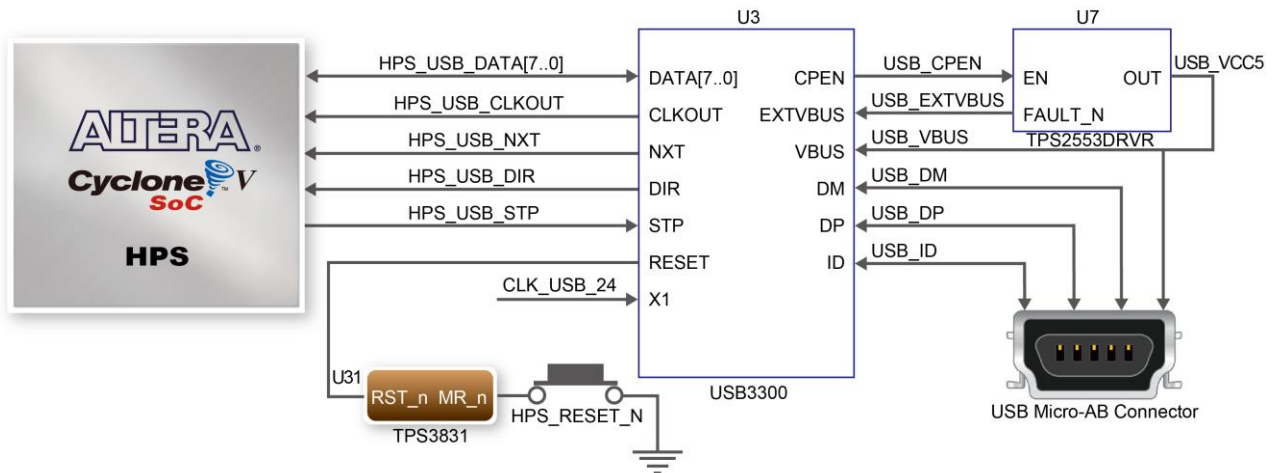 U3
U7
HPS_USB_DATA[7..0]
DATA[7..0]
CPEN
USB_CPEN
EN
OUT
USB_VCC5
HPS_USB_CLKOUT
CLKOUT
EXTVBUS
USB_EXTVBUS
FAULT_N
HPS_USB_NXT
NXT
VBUS
USB_VBUS
TPS2553DRVR
ALTERA®
Cyclone™ V
SoC
HPS
HPS_USB_DIR
DIR
DM
USB_DM
HPS_USB_STP
STP
DP
USB_DP
RESET
ID
USB_ID
CLK_USB_24
X1
U31
RST_n MR_n
TPS3831
HPS_RESET_N
USB3300
USB Micro-AB Connector